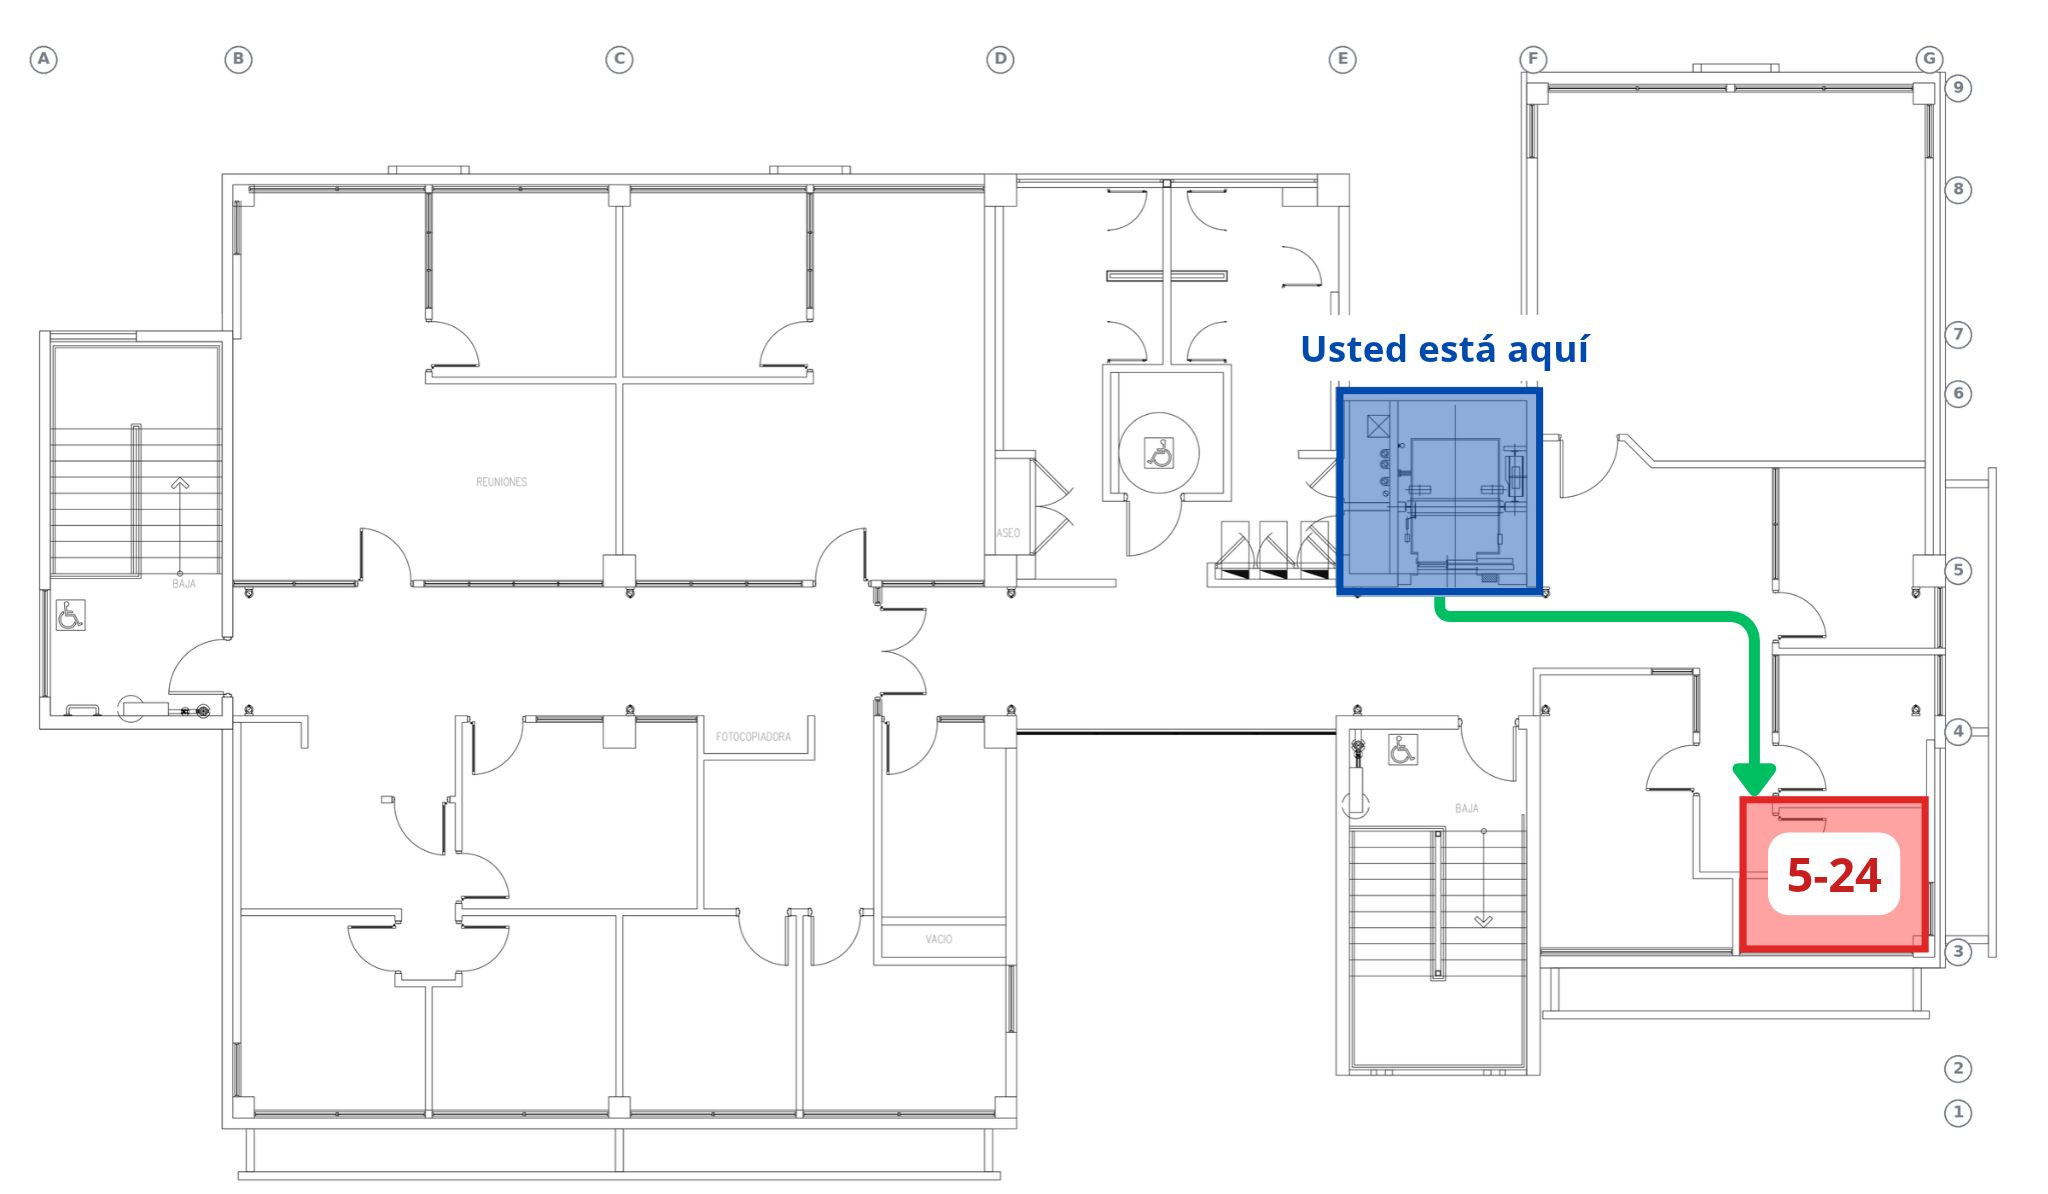 A B C D E F G
9
8
Usted está aquí
7
6
REUNIONES
ASEO
5
BAJA
4
FOTOCOPIADORA
BAJA
5-24
VACIO
3
2
1